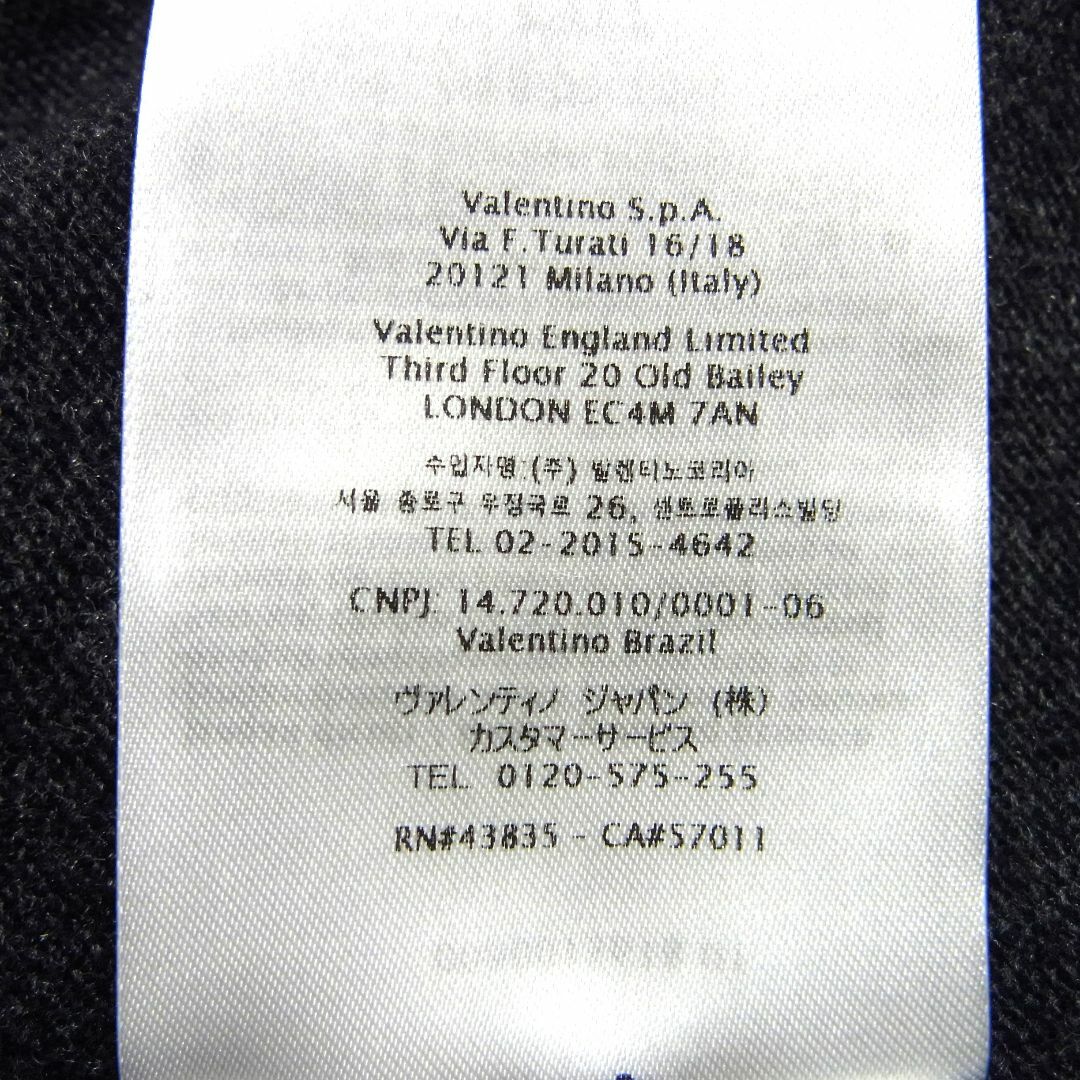 Valentino S.p.A.
Via F.Turati 16/18
20121 Milano (Italy)
Valentino England Limited
Third Floor 20 Old Bailey
LONDON EC4M 7AN
수입자명:(주) 발렌티노코리아
서울 종로구 우정국로 26, 센트로폴리스빌딩
TEL 02-2015-4642
CNPJ: 14.720.010/0001-06
Valentino Brazil
ヴァレンティノ ジャパン (株)
カスタマーサービス
TEL 0120-575-255
RN#43835 - CA#57011